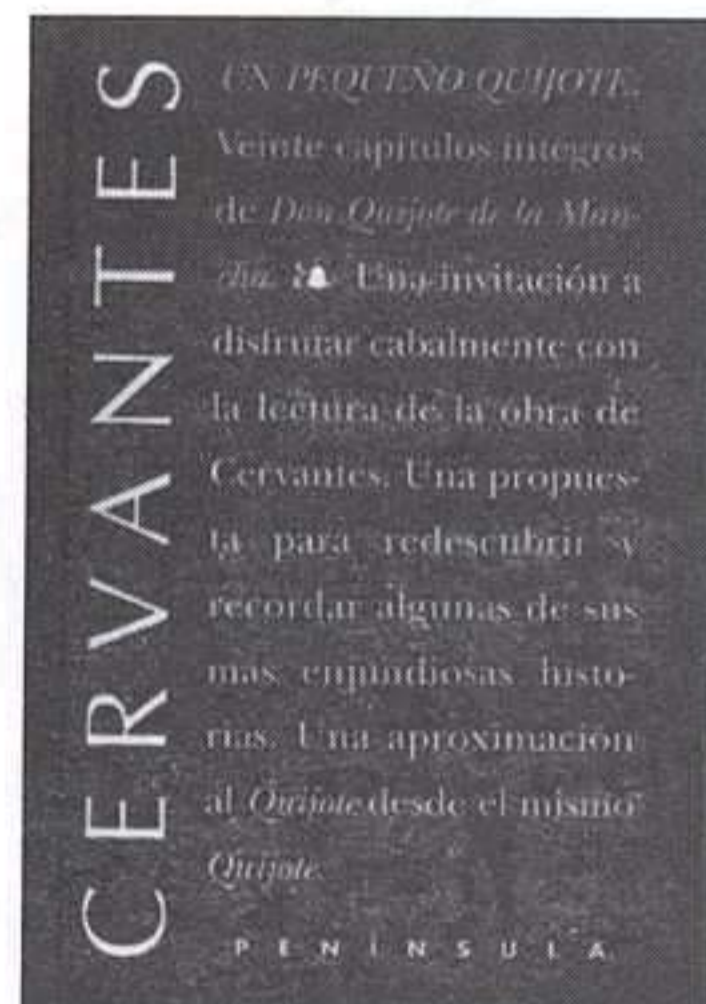 CERVANTES
UN PEQUEÑO QUIJOTE.
Veinte capítulos íntegros
de Don Quijote de la Man-
cha. Una invitación a
disfrutar cabalmente con
la lectura de la obra de
Cervantes. Una propues-
ta para redescubrir y
recordar algunas de sus
más enjundiosas histo-
rias. Una aproximación
al Quijote desde el mismo
Quijote.
PENÍNSULA